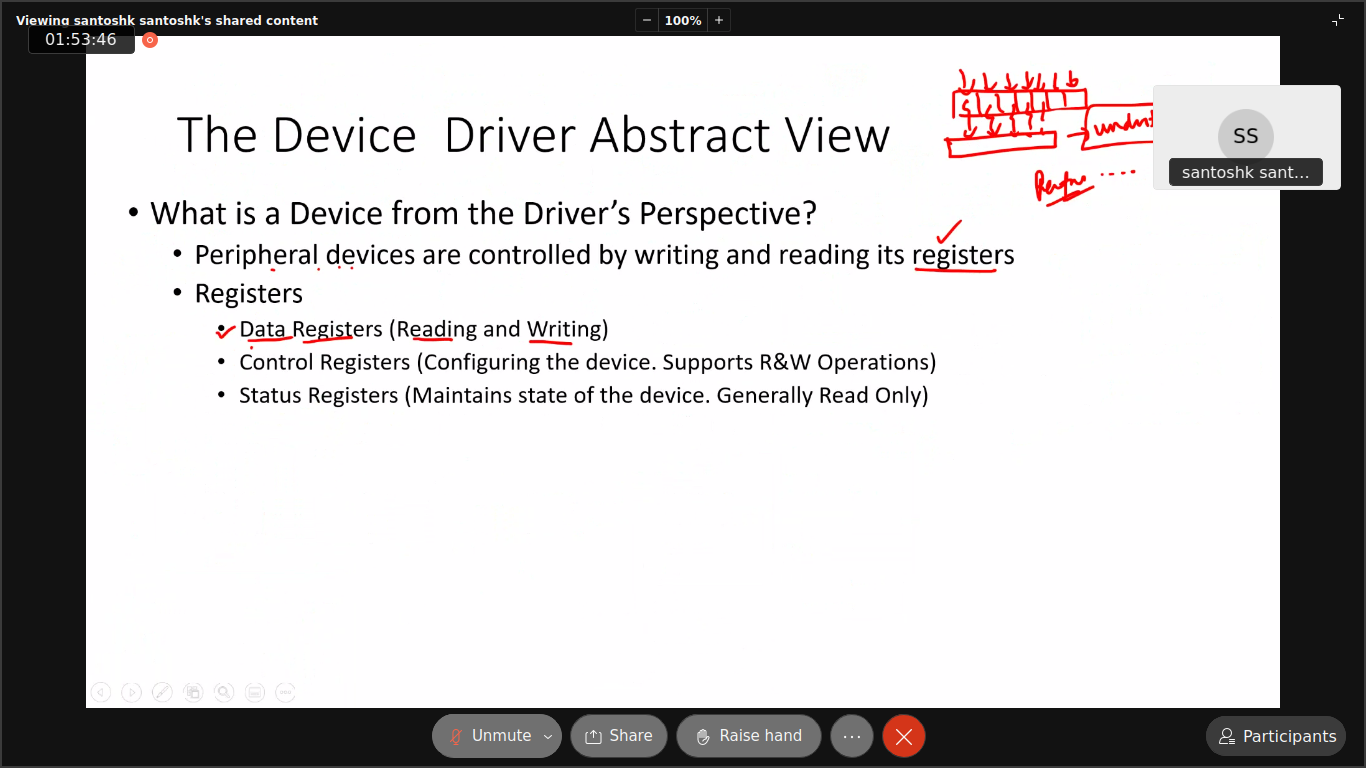 Viewing santoshk santoshk's shared content
− 100% +
01:53:46
The Device Driver Abstract View
SS
santoshk sant...
• What is a Device from the Driver’s Perspective?
• Peripheral devices are controlled by writing and reading its registers
• Registers
• Data Registers (Reading and Writing)
• Control Registers (Configuring the device. Supports R&W Operations)
• Status Registers (Maintains state of the device. Generally Read Only)
Unmute Share Raise hand ... Participants